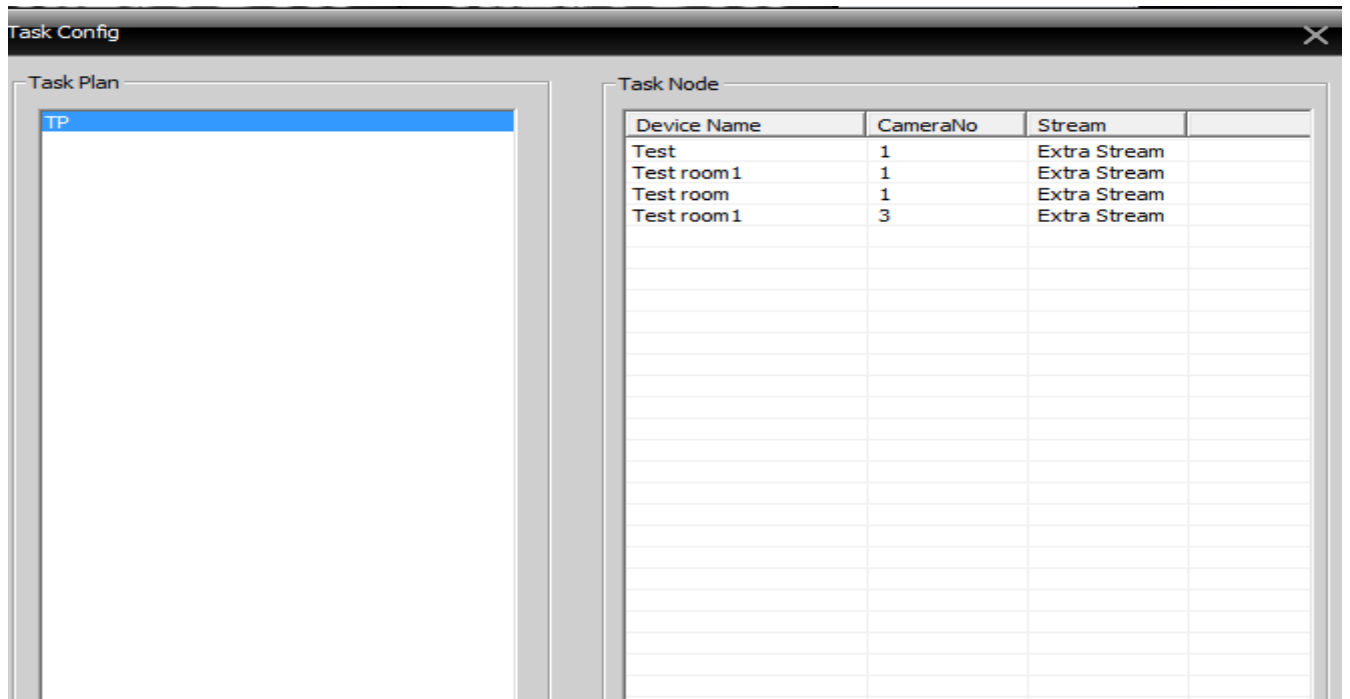 Task Config
Task Plan
TP
Task Node
Device Name CameraNo Stream
Test 1 Extra Stream
Test room1 1 Extra Stream
Test room 1 Extra Stream
Test room1 3 Extra Stream